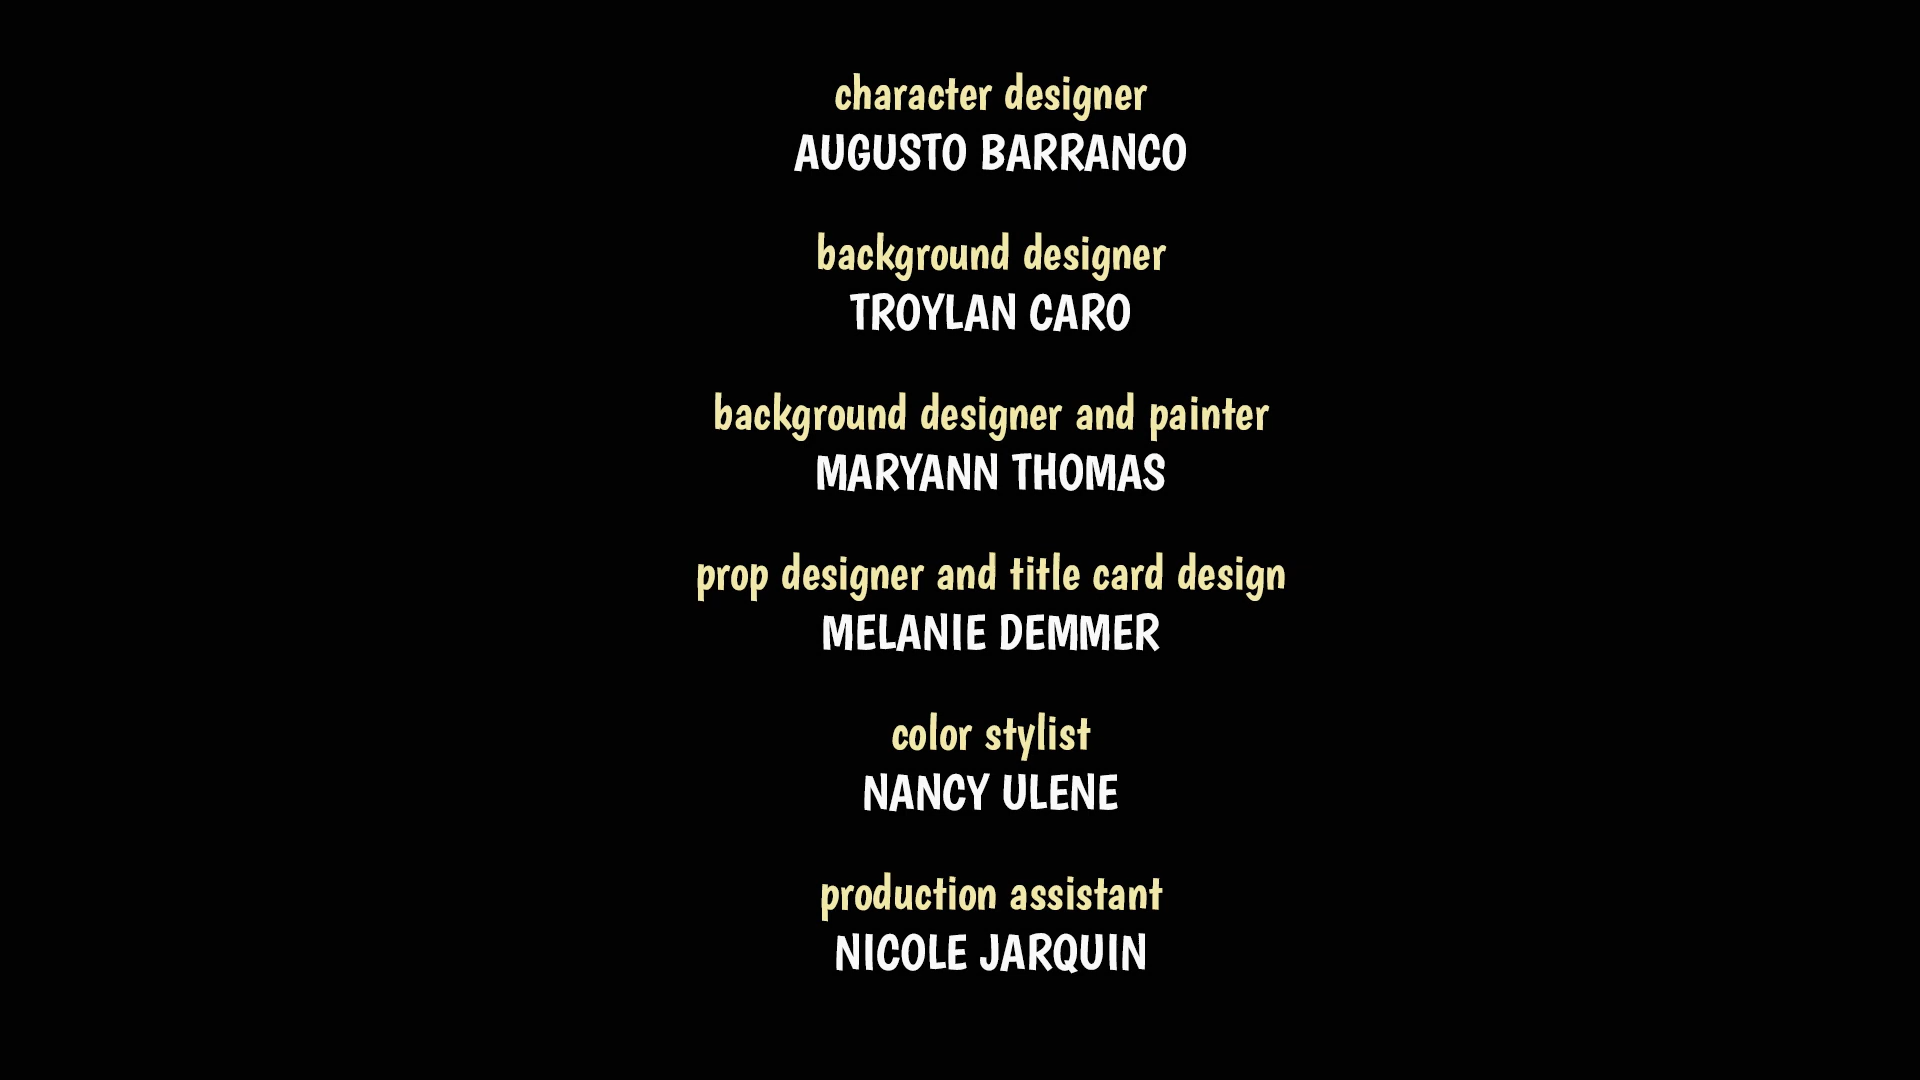 character designer
AUGUSTO BARRANCO
background designer
TROYLAN CARO
background designer and painter
MARYANN THOMAS
prop designer and title card design
MELANIE DEMMER
color stylist
NANCY ULENE
production assistant
NICOLE JARQUIN